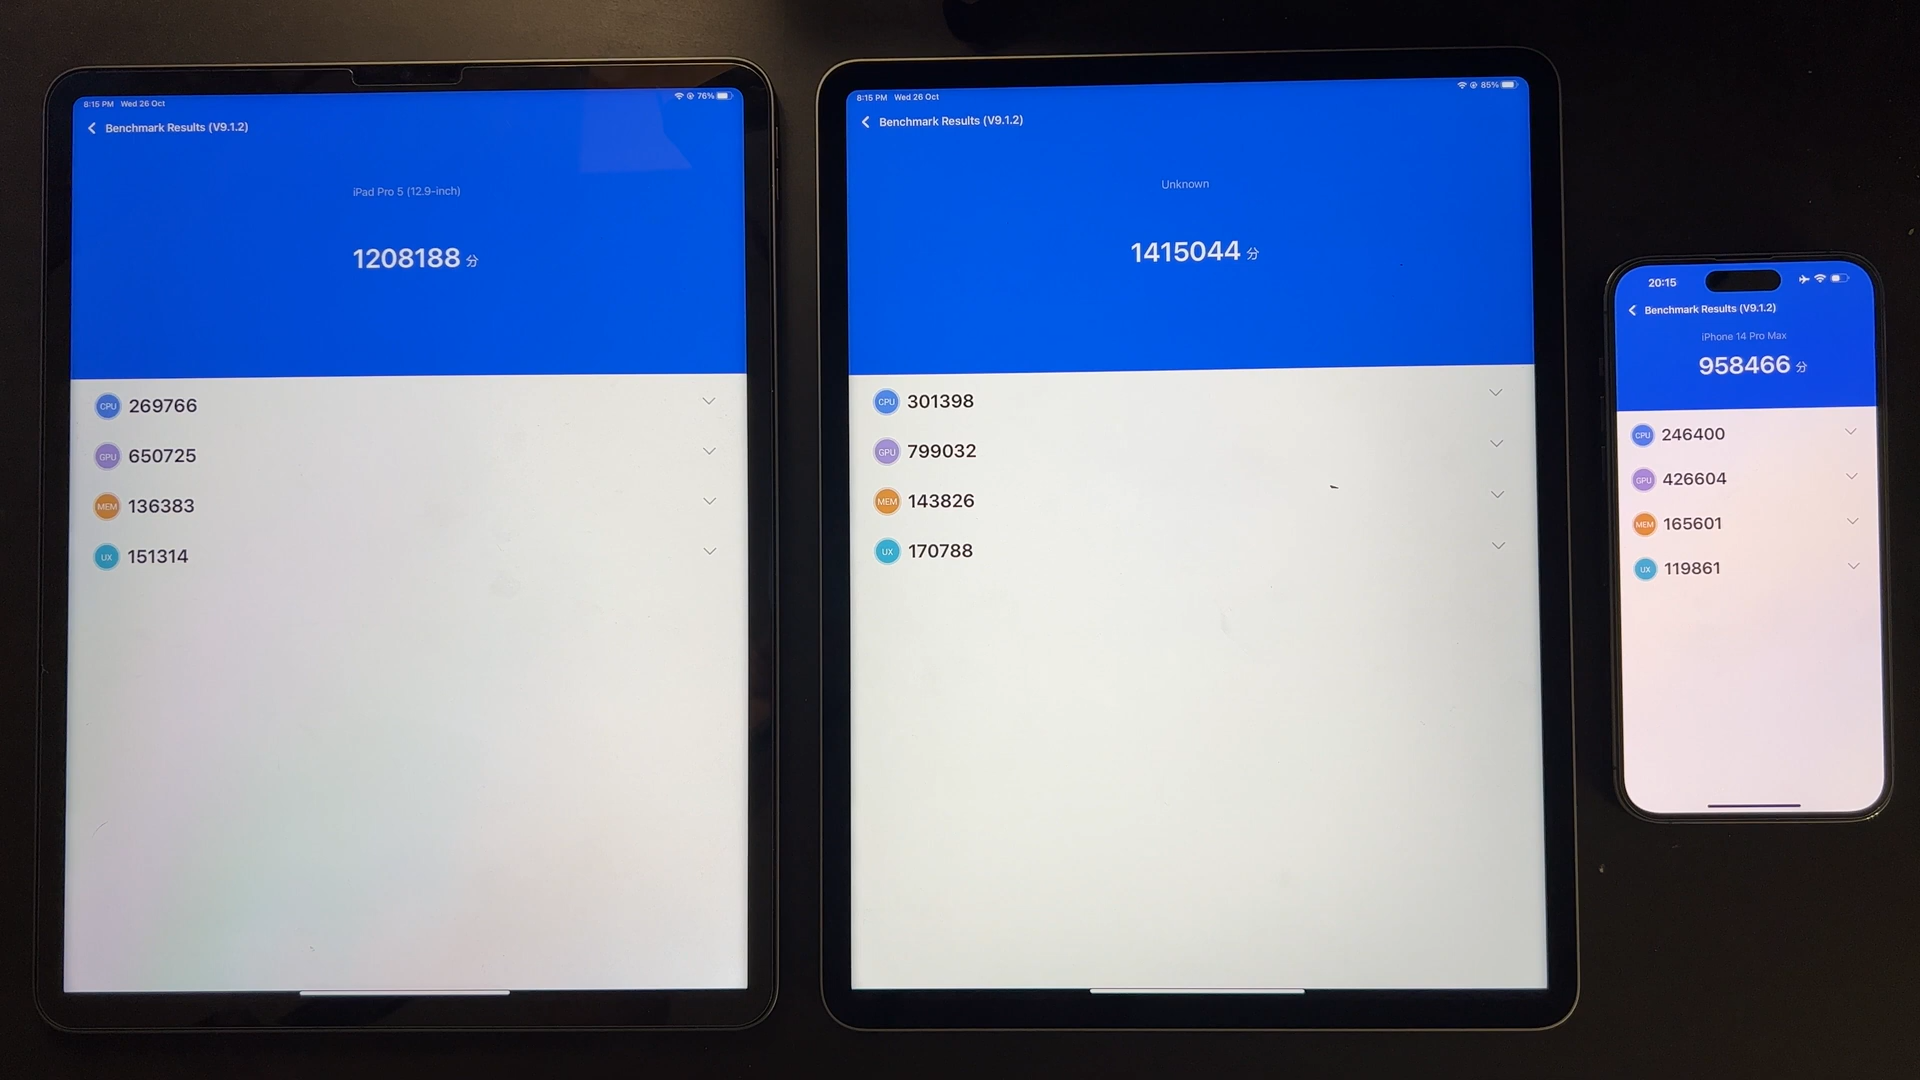 8:15 PM Wed 26 Oct
76%
Benchmark Results (V9.1.2)
iPad Pro 5 (12.9-inch)
1208188 分
CPU 269766
GPU 650725
MEM 136383
UX 151314
8:15 PM Wed 26 Oct
85%
Benchmark Results (V9.1.2)
Unknown
1415044 分
CPU 301398
GPU 799032
MEM 143826
UX 170788
20:15
Benchmark Results (V9.1.2)
iPhone 14 Pro Max
958466 分
CPU 246400
GPU 426604
MEM 165601
UX 119861